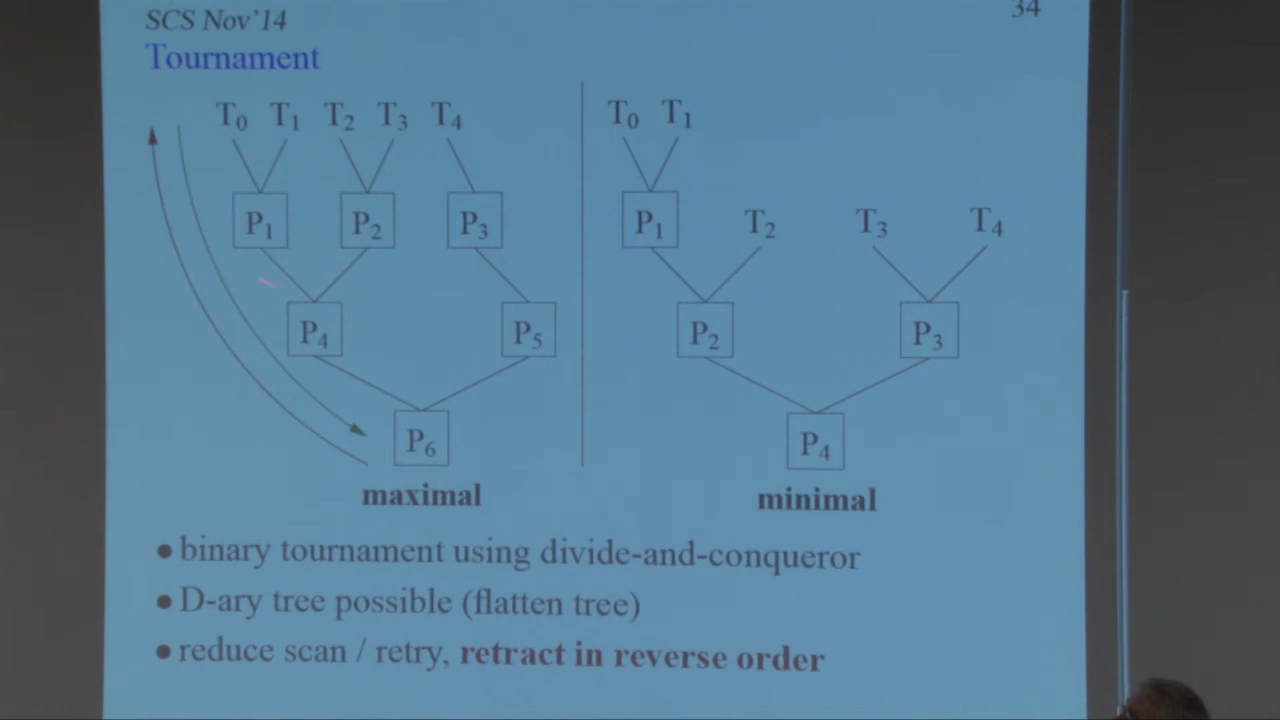 SCS Nov'14
34
Tournament
T0 T1 T2 T3 T4
T0 T1
P1 P2 P3
P1 T2 T3 T4
P4 P5
P2 P3
P6
P4
maximal
minimal
• binary tournament using divide-and-conqueror
• D-ary tree possible (flatten tree)
• reduce scan / retry, retract in reverse order